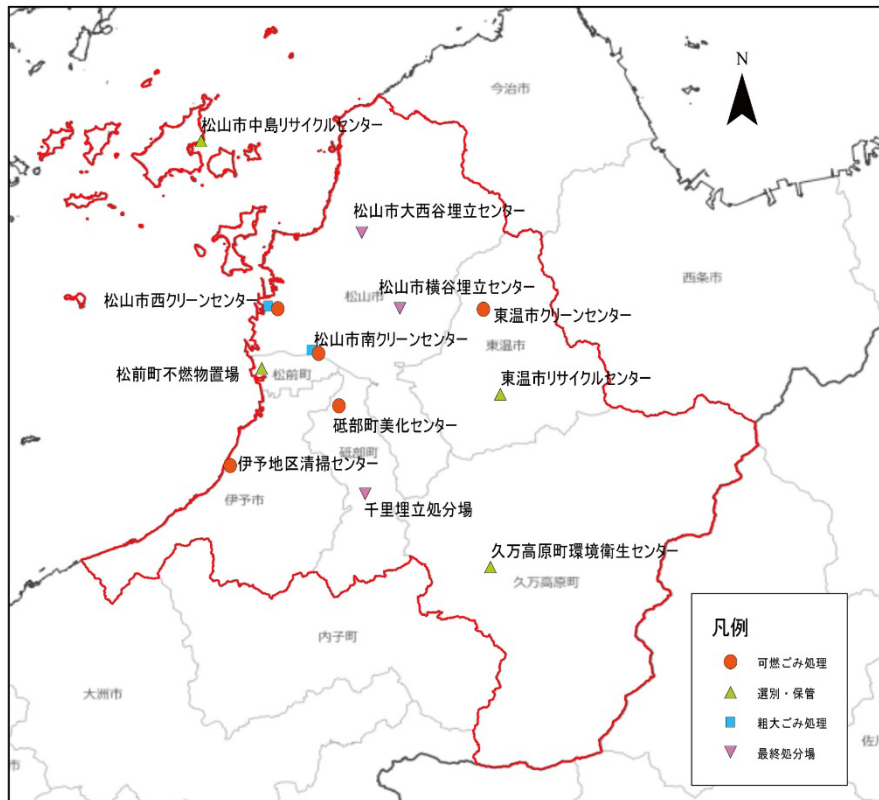 N
今治市
松山市中島リサイクルセンター
松山市大西谷埋立センター
西条市
松山市横谷埋立センター
松山市
松山市西クリーンセンター
東温市クリーンセンター
松山市南クリーンセンター
東温市
松前町不燃物置場
松前町
東温市リサイクルセンター
砥部町美化センター
砥部町
伊予地区清掃センター
伊予市
千里埋立処分場
久万高原町環境衛生センター
久万高原町
内子町
大洲市
凡例
可燃ごみ処理
選別・保管
粗大ごみ処理
最終処分場
佐川
市